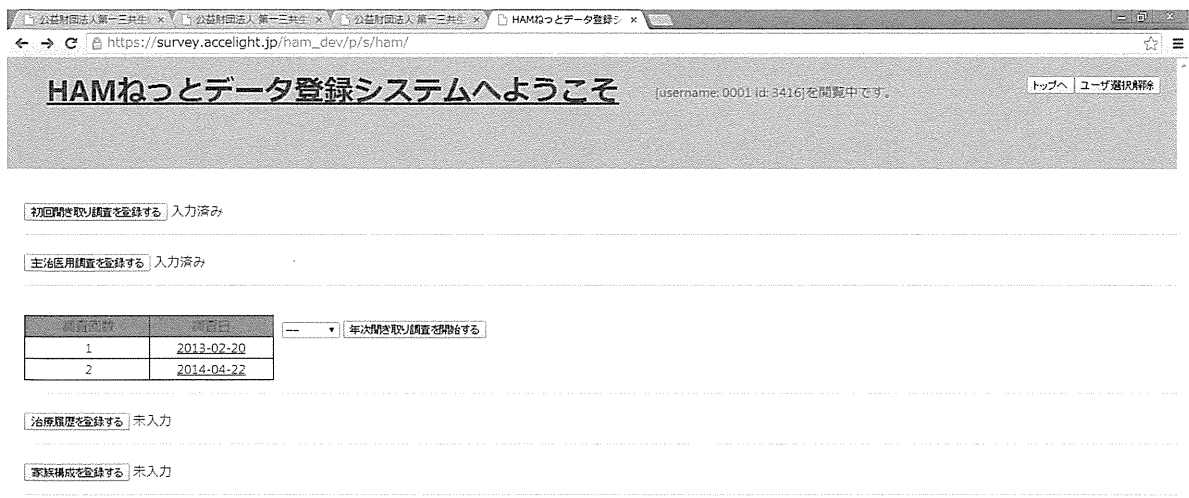 公益財団法人第一三共生 × 公益財団法人 第一三共生 × 公益財団法人 第一三共生 × HAMねっとデータ登録シ ×
https://survey.accelight.jp/ham_dev/p/s/ham/
HAMねっとデータ登録システムへようこそ [username: 0001 id: 3416]を閲覧中です。 トップへ ユーザ選択解除
初回聞き取り調査を登録する 入力済み
主治医用調査を登録する 入力済み
調査回数 調査日 --- 年次聞き取り調査を開始する
1 2013-02-20
2 2014-04-22
治療履歴を登録する 未入力
家族構成を登録する 未入力